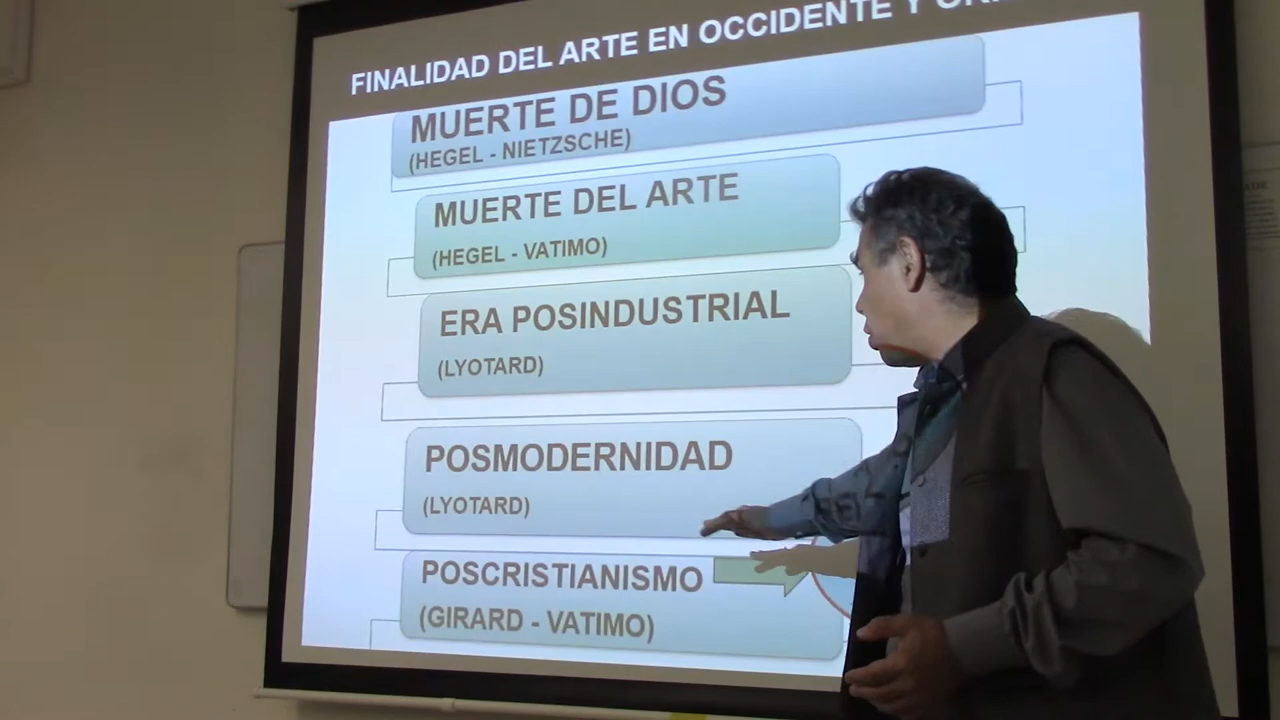 FINALIDAD DEL ARTE EN OCCIDENTE Y
MUERTE DE DIOS
(HEGEL - NIETZSCHE)
MUERTE DEL ARTE
(HEGEL - VATIMO)
ERA POSINDUSTRIAL
(LYOTARD)
POSMODERNIDAD
(LYOTARD)
POSCRISTIANISMO
(GIRARD - VATIMO)